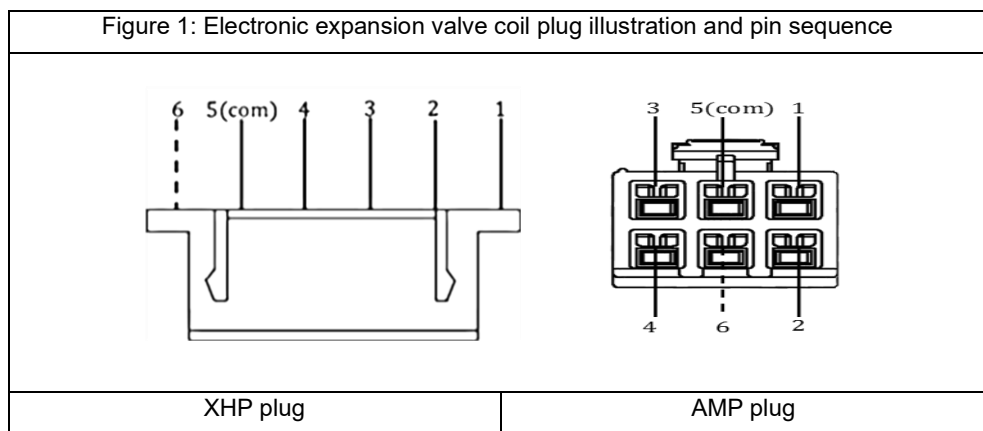 Figure 1: Electronic expansion valve coil plug illustration and pin sequence
6 5(com) 4 3 2 1
3 5(com) 1
4 6 2
XHP plug
AMP plug